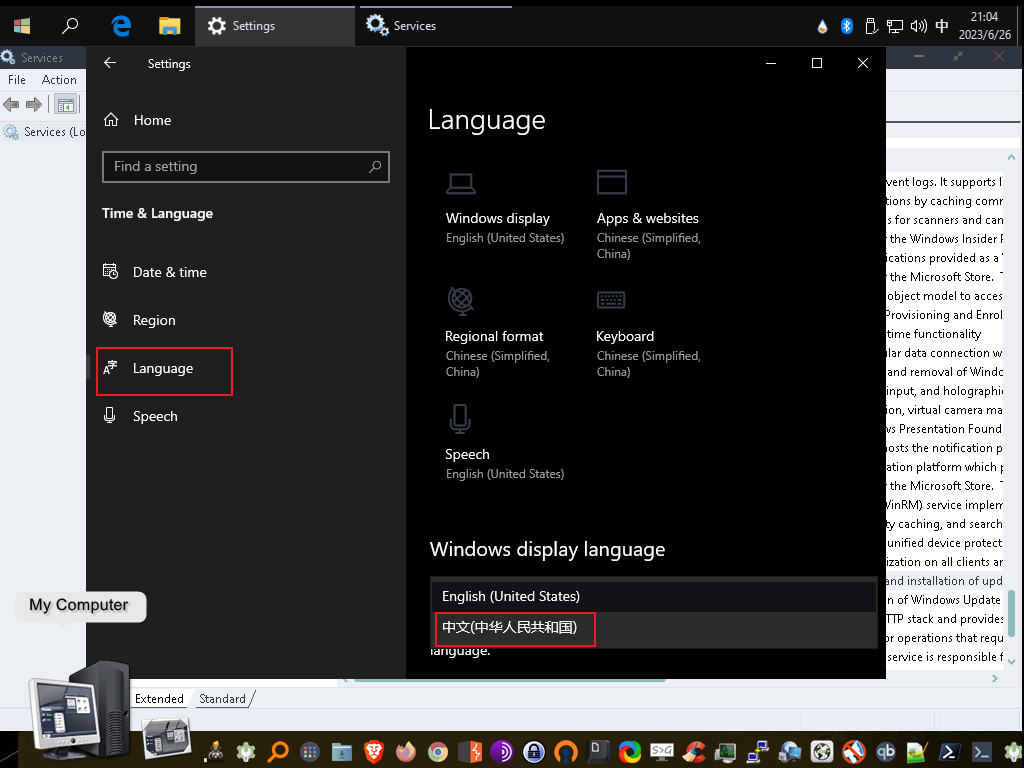 Settings
Services
中
21:04
2023/6/26
Services
File
Action
Services (Lo
Settings
Home
Find a setting
Time & Language
Date & time
Region
Language
Speech
Language
Windows display
English (United States)
Apps & websites
Chinese (Simplified,
China)
Regional format
Chinese (Simplified,
China)
Keyboard
Chinese (Simplified,
China)
Speech
English (United States)
Windows display language
English (United States)
中文(中华人民共和国)
language.
vent logs. It supports l
tions by caching comm
s for scanners and can
r the Windows Insider P
ications provided as a
r the Microsoft Store.
object model to acces
Provisioning and Enrol
time functionality
lar data connection w
and removal of Windo
input, and holographi
ion, virtual camera ma
ws Presentation Found
osts the notification p
ation platform which p
r the Microsoft Store.
WinRM) service implem
ty caching, and search
unified device protect
ization on all clients ar
and installation of upd
n of Windows Update
TTP stack and provides
or operations that requ
service is responsible f
My Computer
Extended
Standard